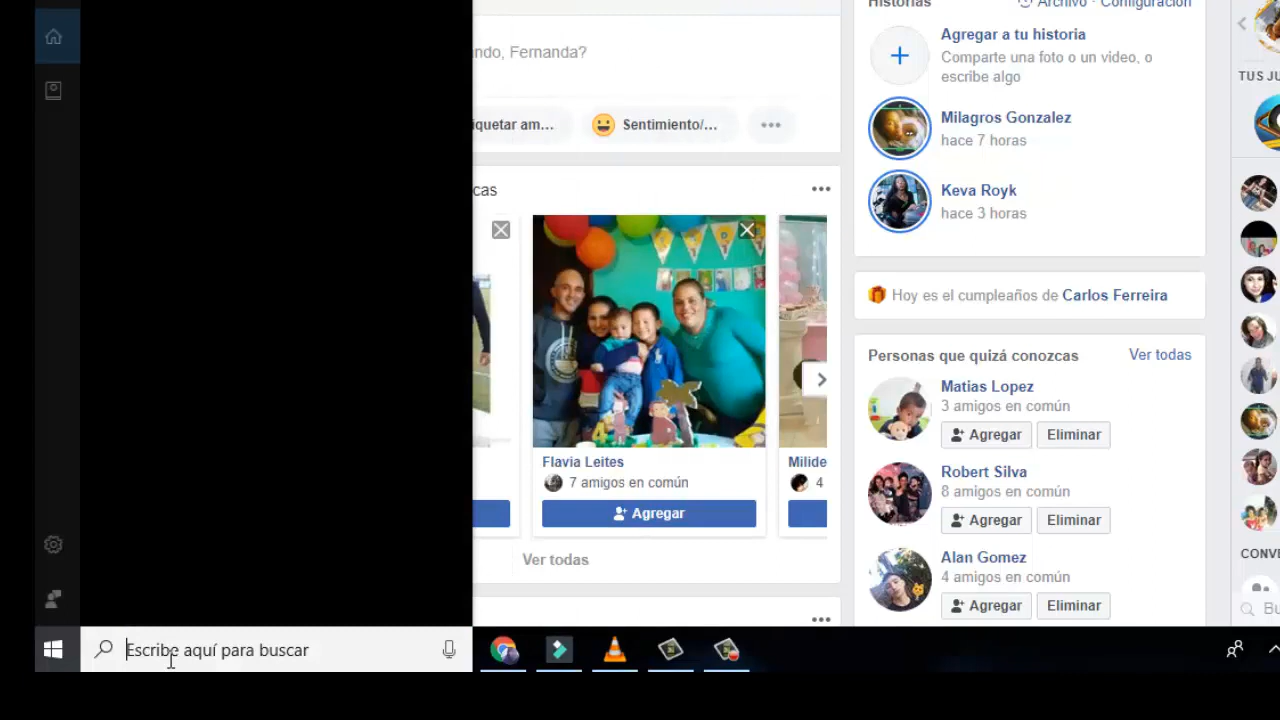 Historias
Archivo · Configuración
Agregar a tu historia
Comparte una foto o un video, o
escribe algo
Milagros Gonzalez
hace 7 horas
Keva Royk
hace 3 horas
TUS JU
ndo, Fernanda?
iquetar am...
Sentimiento/...
cas
Flavia Leites
7 amigos en común
Agregar
Milide
4
Ver todas
Hoy es el cumpleaños de Carlos Ferreira
Personas que quizá conozcas
Ver todas
Matias Lopez
3 amigos en común
Agregar
Eliminar
Robert Silva
8 amigos en común
Agregar
Eliminar
Alan Gomez
4 amigos en común
Agregar
Eliminar
CONVE
Bu
Escribe aquí para buscar